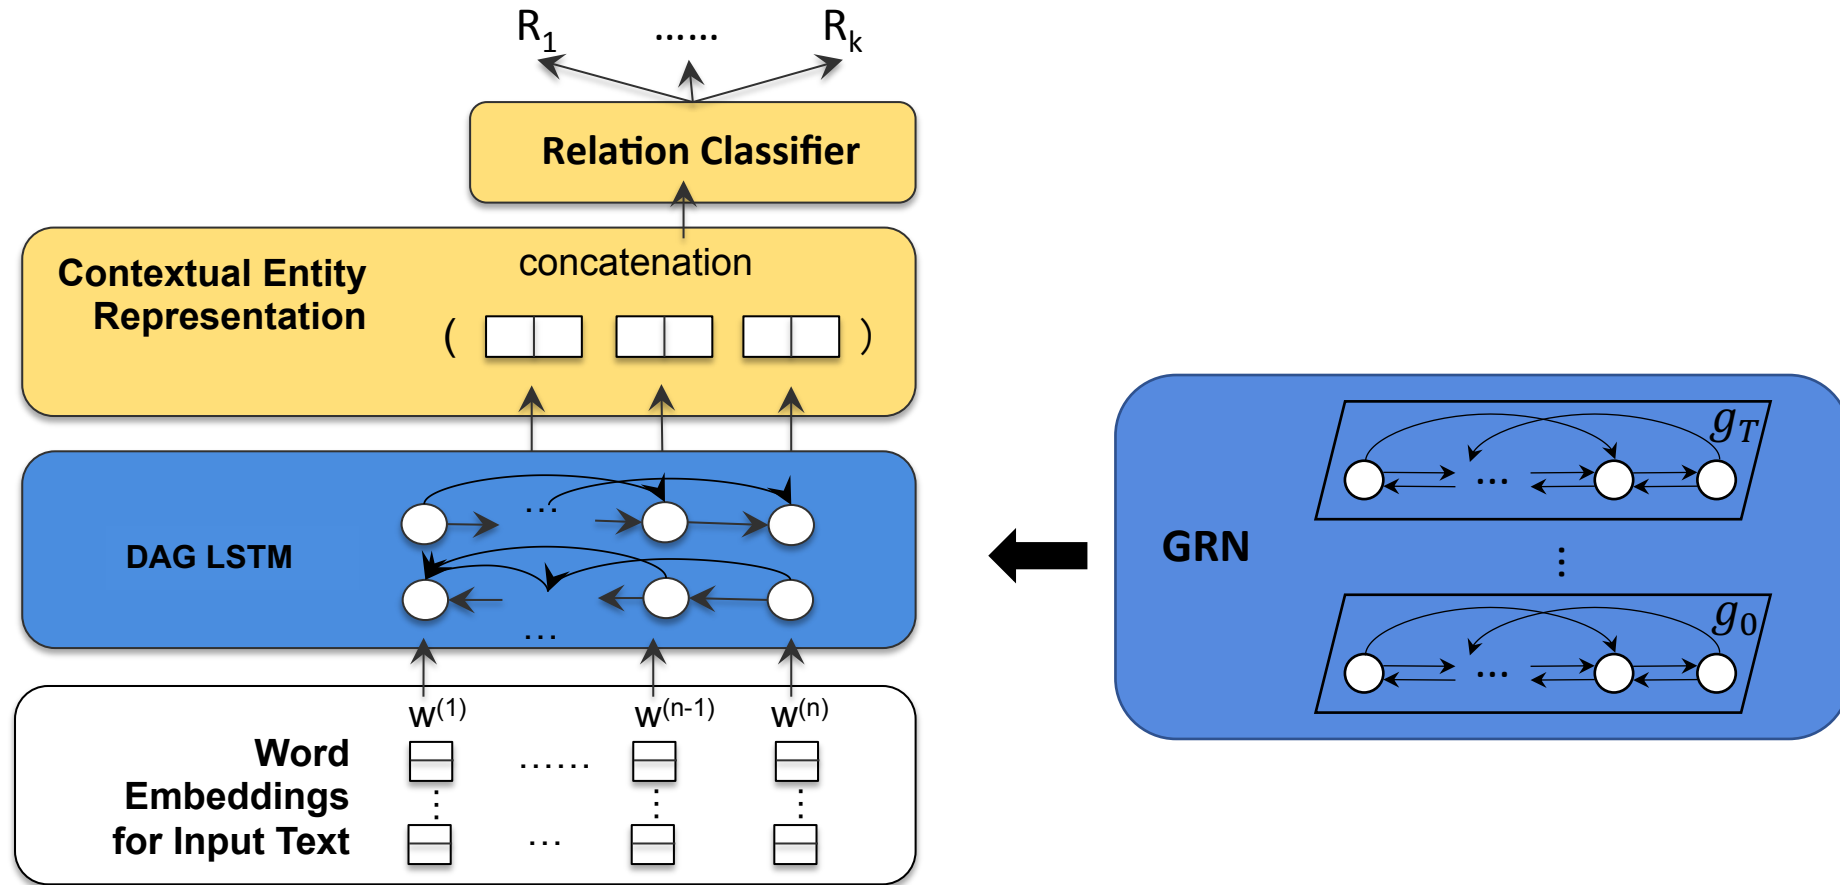 R1 …… Rk
Relation Classifier
Contextual Entity
Representation
concatenation
( )
DAG LSTM
...
...
w(1) w(n-1) w(n)
Word
Embeddings
for Input Text
......
...
GRN
gT
...
⋮
g0
...